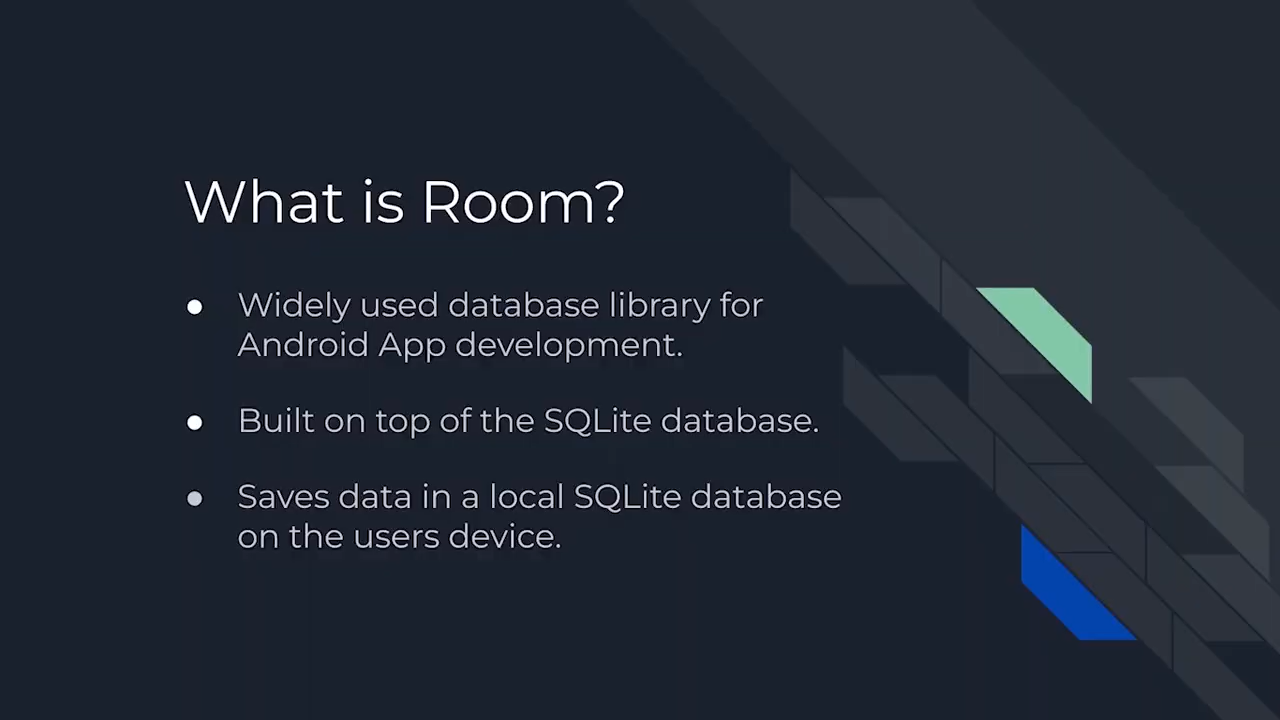 What is Room?
● Widely used database library for
Android App development.
● Built on top of the SQLite database.
● Saves data in a local SQLite database
on the users device.